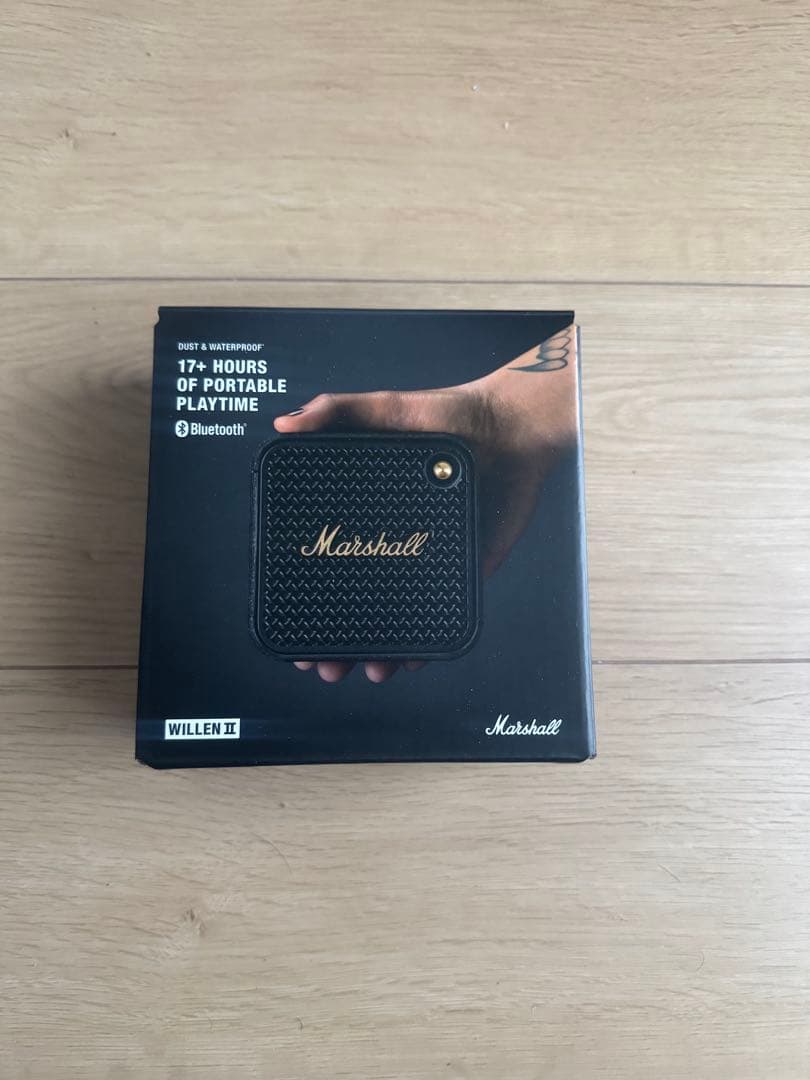 DUST & WATERPROOF
17+ HOURS
OF PORTABLE
PLAYTIME
Bluetooth®
Marshall
WILLEN II
Marshall